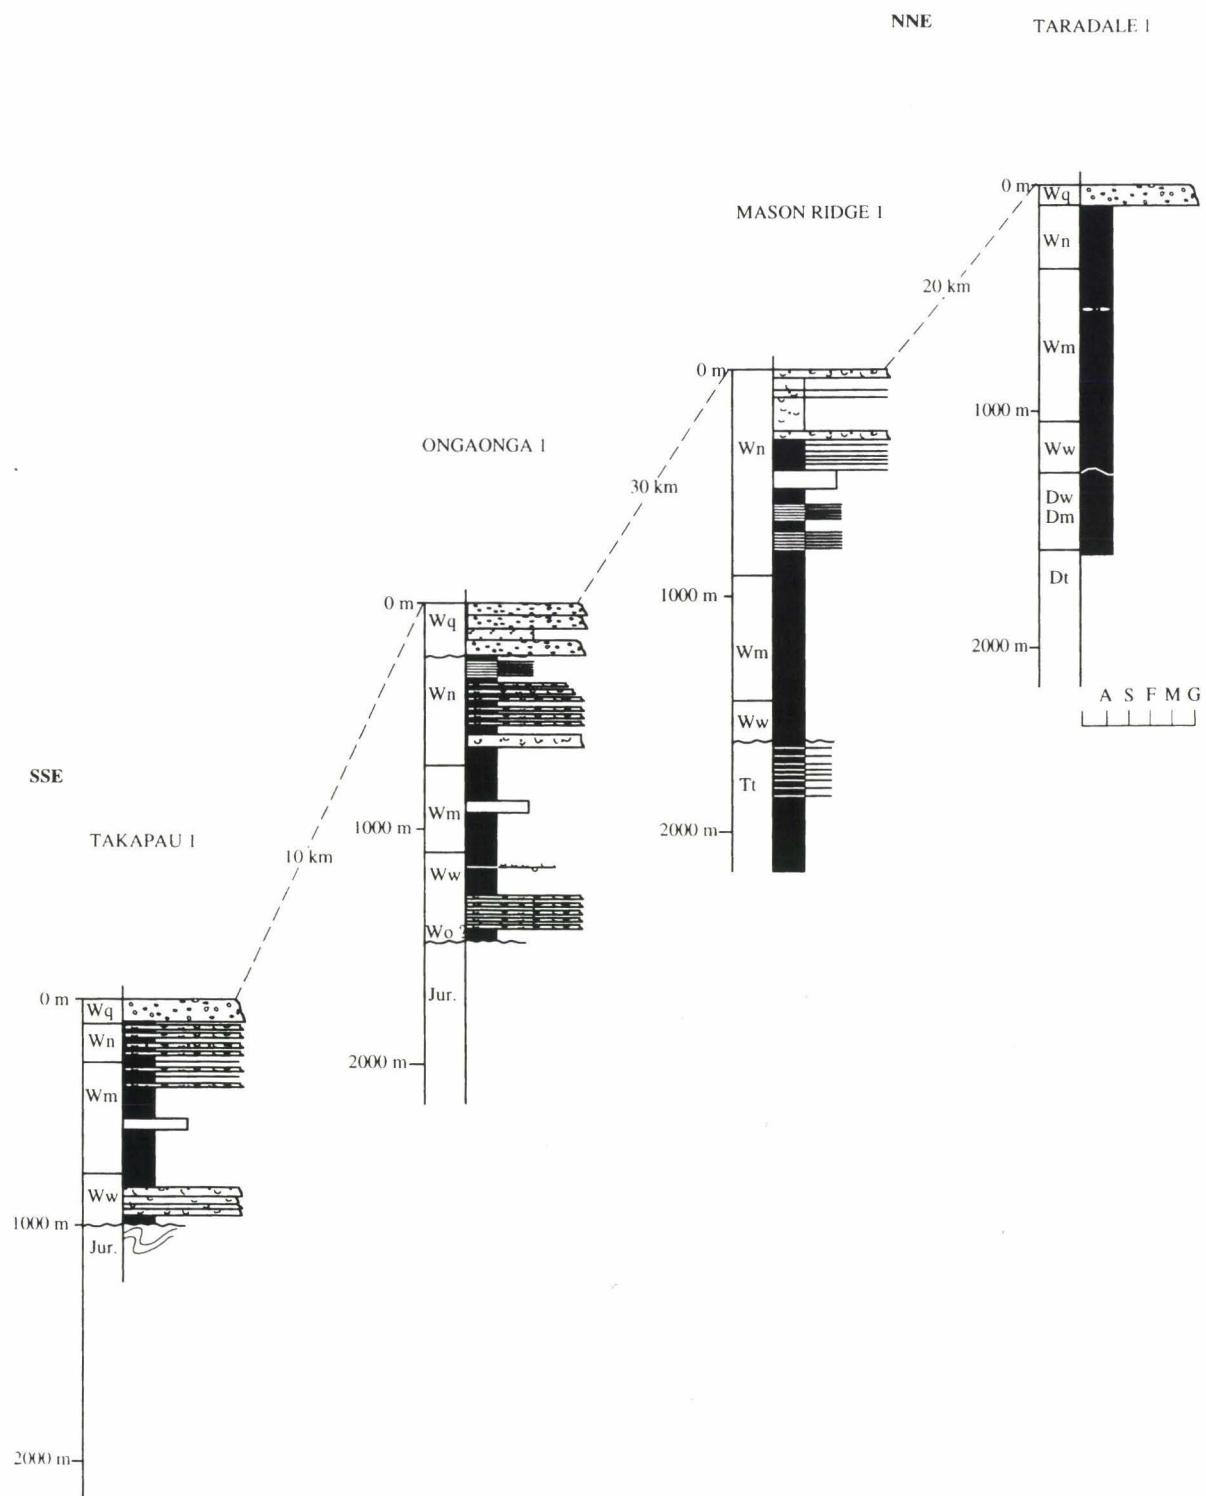 NNE
TARADALE 1
0 m
Wq
Wn
Wm
1000 m
Ww
Dw
Dm
Dt
2000 m
A S F M G
20 km
MASON RIDGE 1
0 m
Wn
1000 m
Wm
Ww
Tt
2000 m
30 km
ONGAONGA 1
0 m
Wq
Wn
Wm
1000 m
Ww
Wo ?
Jur.
2000 m
10 km
SSE
TAKAPAU 1
0 m
Wq
Wn
Wm
Ww
1000 m
Jur.
2000 m